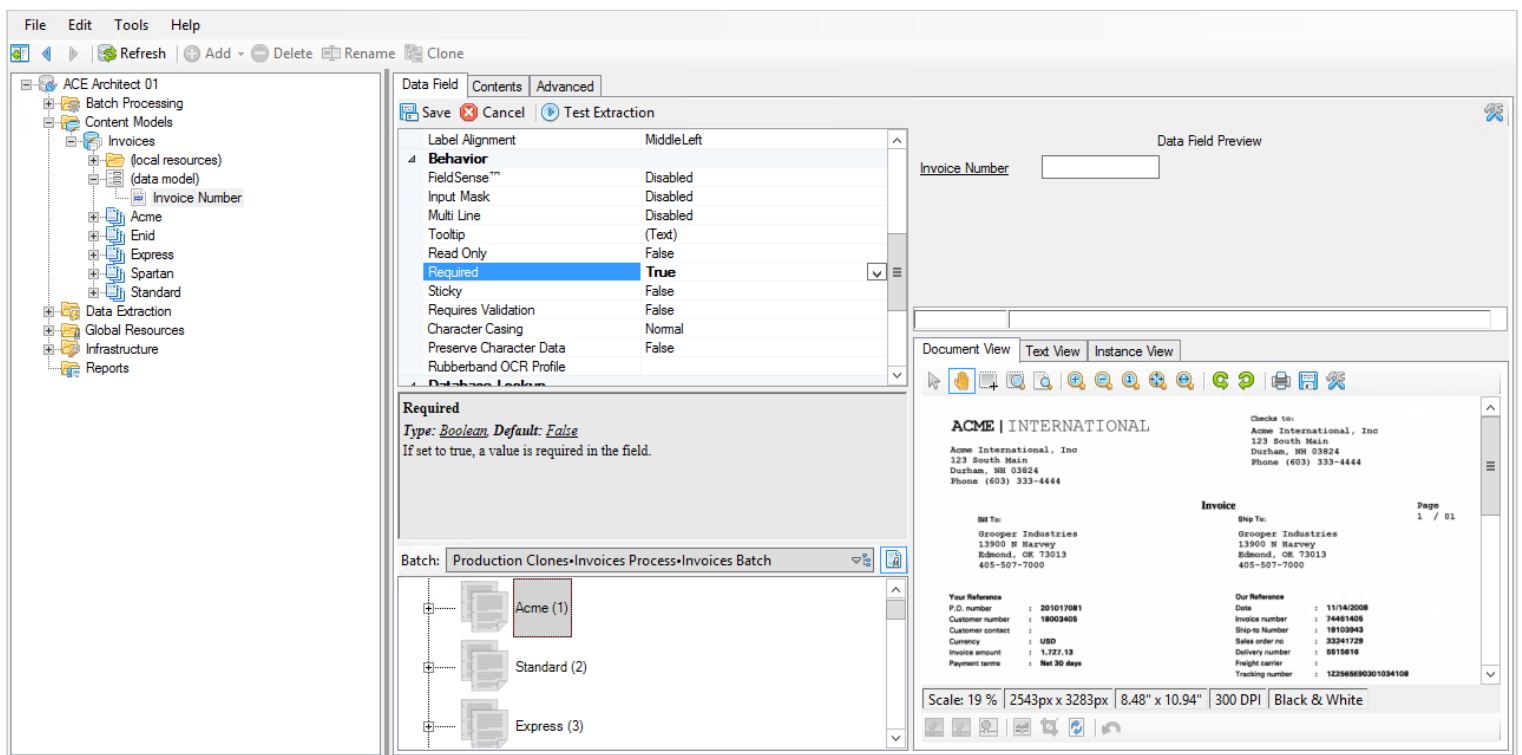 File Edit Tools Help
Refresh Add Delete Rename Clone
ACE Architect 01
Batch Processing
Content Models
Invoices
(local resources)
(data model)
Invoice Number
Acme
Enid
Express
Spartan
Standard
Data Extraction
Global Resources
Infrastructure
Reports
Data Field Contents Advanced
Save Cancel Test Extraction
Label Alignment MiddleLeft
Behavior
FieldSense™ Disabled
Input Mask Disabled
Multi Line Disabled
Tooltip (Text)
Read Only False
Required True
Sticky False
Requires Validation False
Character Casing Normal
Preserve Character Data False
Rubberband OCR Profile
Database Lookup
Required
Type: Boolean, Default: False
If set to true, a value is required in the field.
Batch: Production Clones•Invoices Process•Invoices Batch
Acme (1)
Standard (2)
Express (3)
Data Field Preview
Invoice Number
Document View Text View Instance View
ACME | INTERNATIONAL
Acme International, Inc
123 South Main
Durham, NH 03824
Phone (603) 333-4444
Checks to:
Acme International, Inc
123 South Main
Durham, NH 03824
Phone (603) 333-4444
Invoice
Page
1 / 01
Bill To:
Grooper Industries
13900 N Harvey
Edmond, OK 73013
405-507-7000
Ship To:
Grooper Industries
13900 N Harvey
Edmond, OK 73013
405-507-7000
Your Reference
P.O. number : 201017081
Customer number : 18003405
Customer contact :
Currency : USD
Invoice amount : 1,727.13
Payment terms : Net 30 days
Our Reference
Date : 11/14/2008
Invoice number : 74451405
Ship-to Number : 18103943
Sales order no : 33241729
Delivery number : 5515616
Freight carrier :
Tracking number : 1Z2565E90301034108
Scale: 19 % 2543px x 3283px 8.48" x 10.94" 300 DPI Black & White